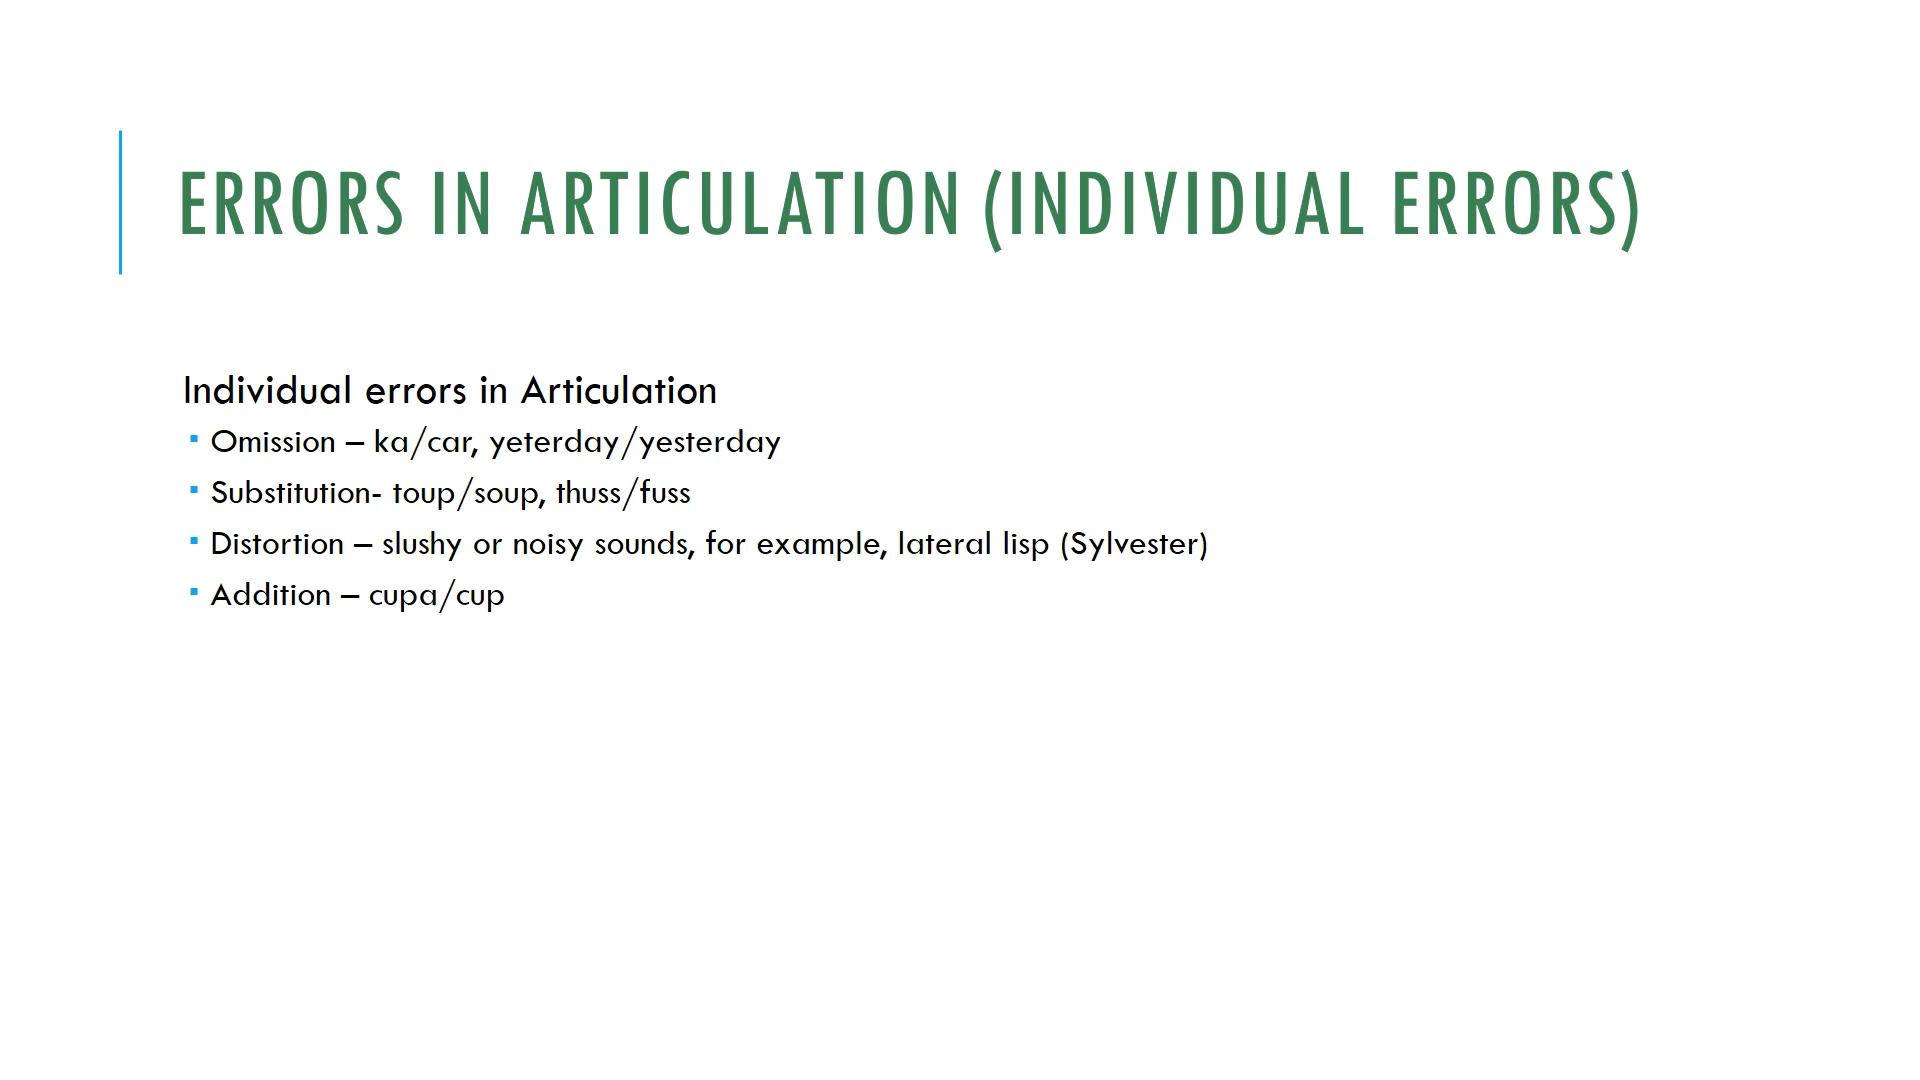 ERRORS IN ARTICULATION (INDIVIDUAL ERRORS)
Individual errors in Articulation
▪ Omission – ka/car, yeterday/yesterday
▪ Substitution- toup/soup, thuss/fuss
▪ Distortion – slushy or noisy sounds, for example, lateral lisp (Sylvester)
▪ Addition – cupa/cup